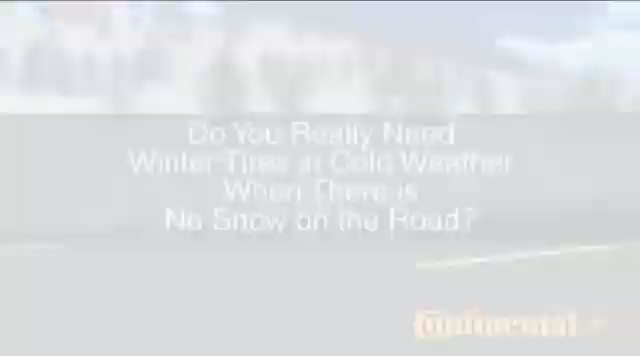 Do You Really Need
Winter Tires in Cold Weather
When There is
No Snow on the Road?
Continental